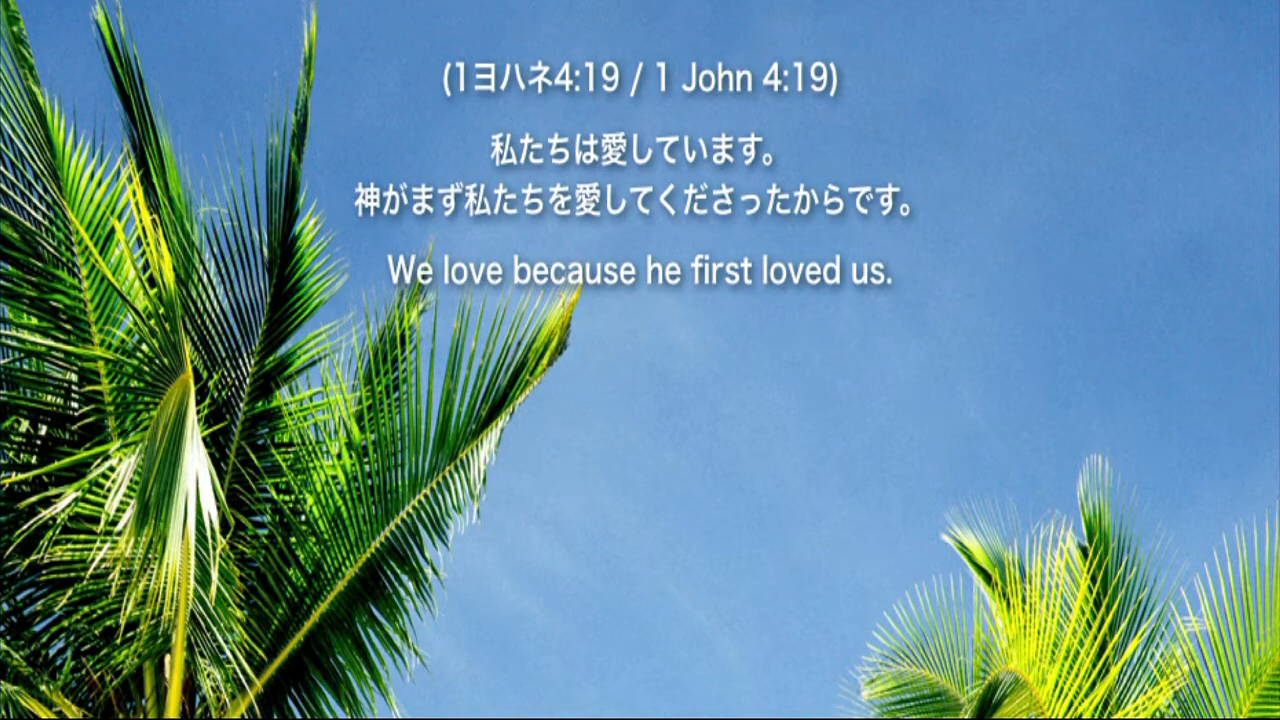 (1ヨハネ4:19 / 1 John 4:19)
私たちは愛しています。
神がまず私たちを愛してくださったからです。
We love because he first loved us.